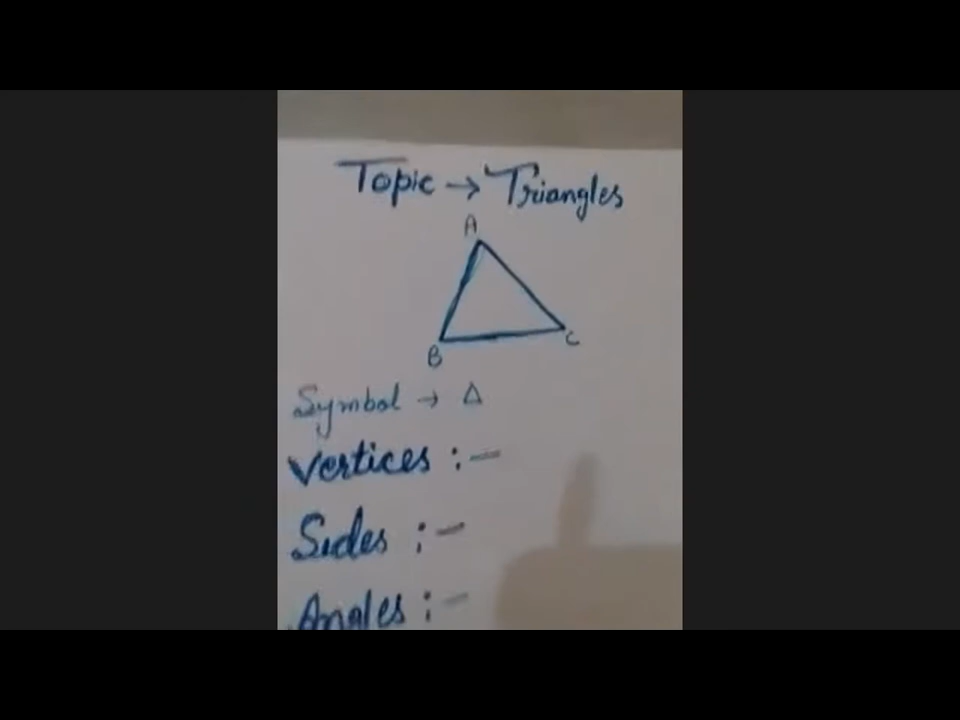 Topic → Triangles
A
B
C
Symbol → Δ
Vertices :-
Sides :-
Angles :-